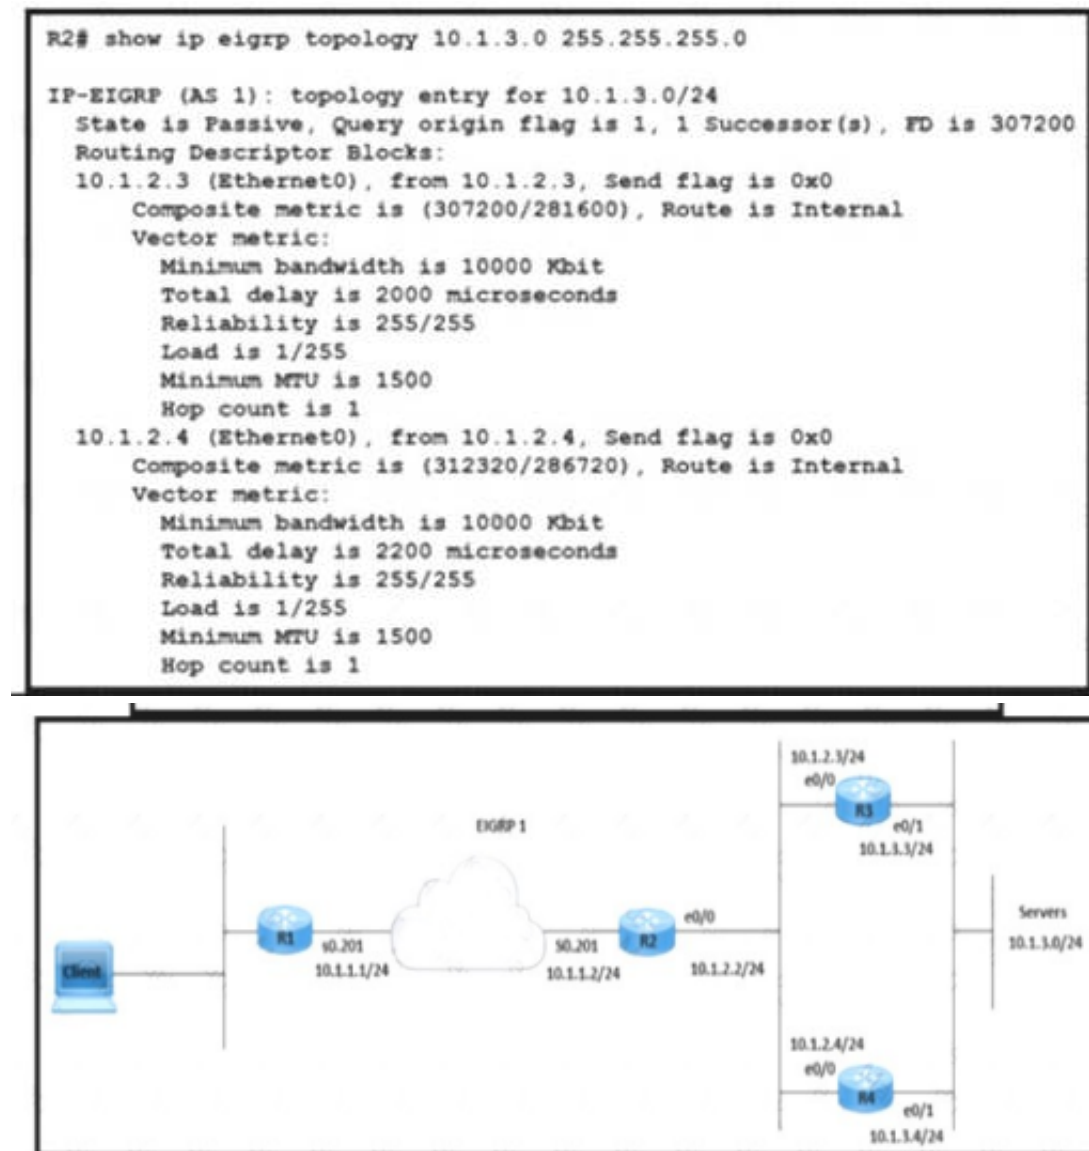 R2# show ip eigrp topology 10.1.3.0 255.255.255.0
IP-EIGRP (AS 1): topology entry for 10.1.3.0/24
State is Passive, Query origin flag is 1, 1 Successor(s), FD is 307200
Routing Descriptor Blocks:
10.1.2.3 (Ethernet0), from 10.1.2.3, Send flag is 0x0
Composite metric is (307200/281600), Route is Internal
Vector metric:
Minimum bandwidth is 10000 Kbit
Total delay is 2000 microseconds
Reliability is 255/255
Load is 1/255
Minimum MTU is 1500
Hop count is 1
10.1.2.4 (Ethernet0), from 10.1.2.4, Send flag is 0x0
Composite metric is (312320/286720), Route is Internal
Vector metric:
Minimum bandwidth is 10000 Kbit
Total delay is 2200 microseconds
Reliability is 255/255
Load is 1/255
Minimum MTU is 1500
Hop count is 1
10.1.2.3/24
e0/0
R3
e0/1
10.1.3.3/24
EIGRP 1
Servers
10.1.3.0/24
Client
R1
s0.201
10.1.1.1/24
S0.201
10.1.1.2/24
R2
e0/0
10.1.2.2/24
10.1.2.4/24
e0/0
R4
e0/1
10.1.3.4/24